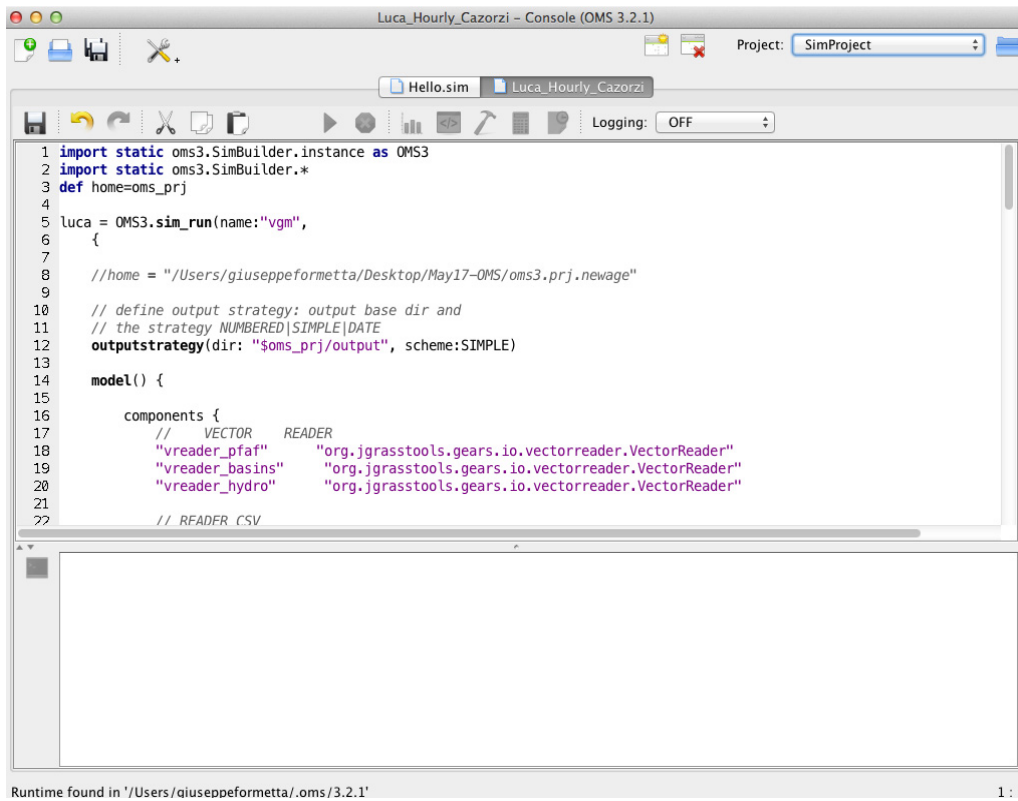 Luca_Hourly_Cazorzi – Console (OMS 3.2.1)
Project: SimProject
Hello.sim Luca_Hourly_Cazorzi
Logging: OFF
1 import static oms3.SimBuilder.instance as OMS3
2 import static oms3.SimBuilder.*
3 def home=oms_prj
4
5 luca = OMS3.sim_run(name:"vgm",
6 {
7
8 //home = "/Users/giuseppeformetta/Desktop/May17-OMS/oms3.prj.newage"
9
10 // define output strategy: output base dir and
11 // the strategy NUMBERED|SIMPLE|DATE
12 outputstrategy(dir: "$oms_prj/output", scheme:SIMPLE)
13
14 model() {
15
16 components {
17 // VECTOR READER
18 "vreader_pfaf" "org.jgrasstools.gears.io.vectorreader.VectorReader"
19 "vreader_basins" "org.jgrasstools.gears.io.vectorreader.VectorReader"
20 "vreader_hydro" "org.jgrasstools.gears.io.vectorreader.VectorReader"
21
22 // READER CSV
Runtime found in '/Users/giuseppeformetta/.oms/3.2.1' 1 :